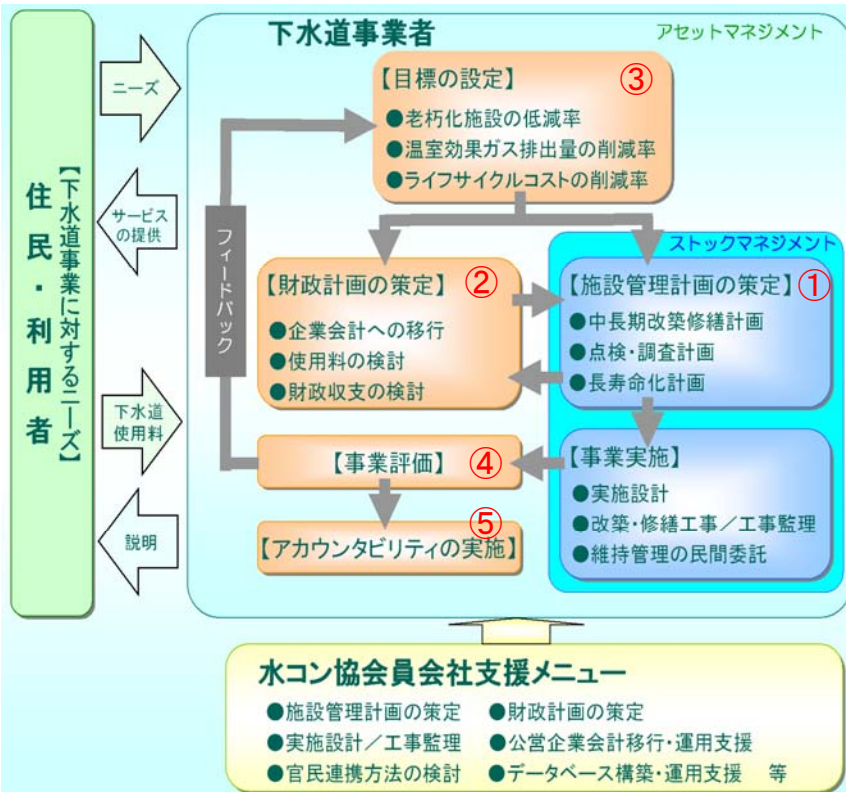 下水道事業者
アセットマネジメント
【目標の設定】
③
●老朽化施設の低減率
●温室効果ガス排出量の削減率
●ライフサイクルコストの削減率
住民・利用者
【下水道事業に対するニーズ】
ニーズ
サービス
の提供
下水道
使用料
説明
フィードバック
【財政計画の策定】
②
●企業会計への移行
●使用料の検討
●財政収支の検討
ストックマネジメント
【施設管理計画の策定】
①
●中長期改築修繕計画
●点検・調査計画
●長寿命化計画
【事業評価】
④
【事業実施】
●実施設計
●改築・修繕工事／工事監理
●維持管理の民間委託
⑤
【アカウンタビリティの実施】
水コン協会員会社支援メニュー
●施設管理計画の策定 ●財政計画の策定
●実施設計／工事監理 ●公営企業会計移行・運用支援
●官民連携方法の検討 ●データベース構築・運用支援 等